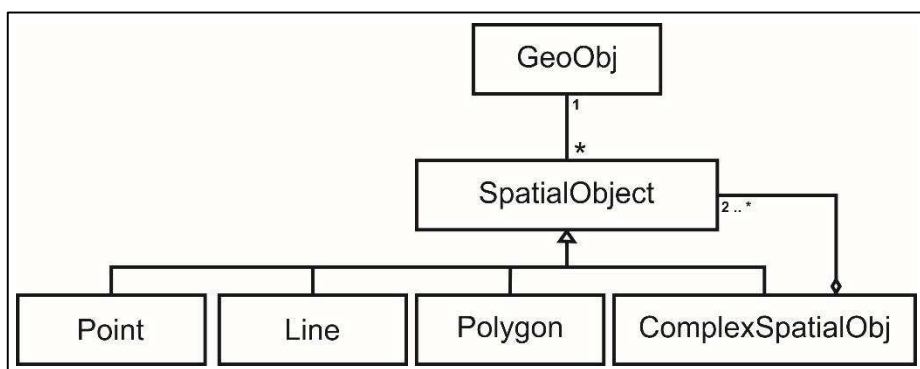 GeoObj
1
*
SpatialObject
2 .. *
Point
Line
Polygon
ComplexSpatialObj